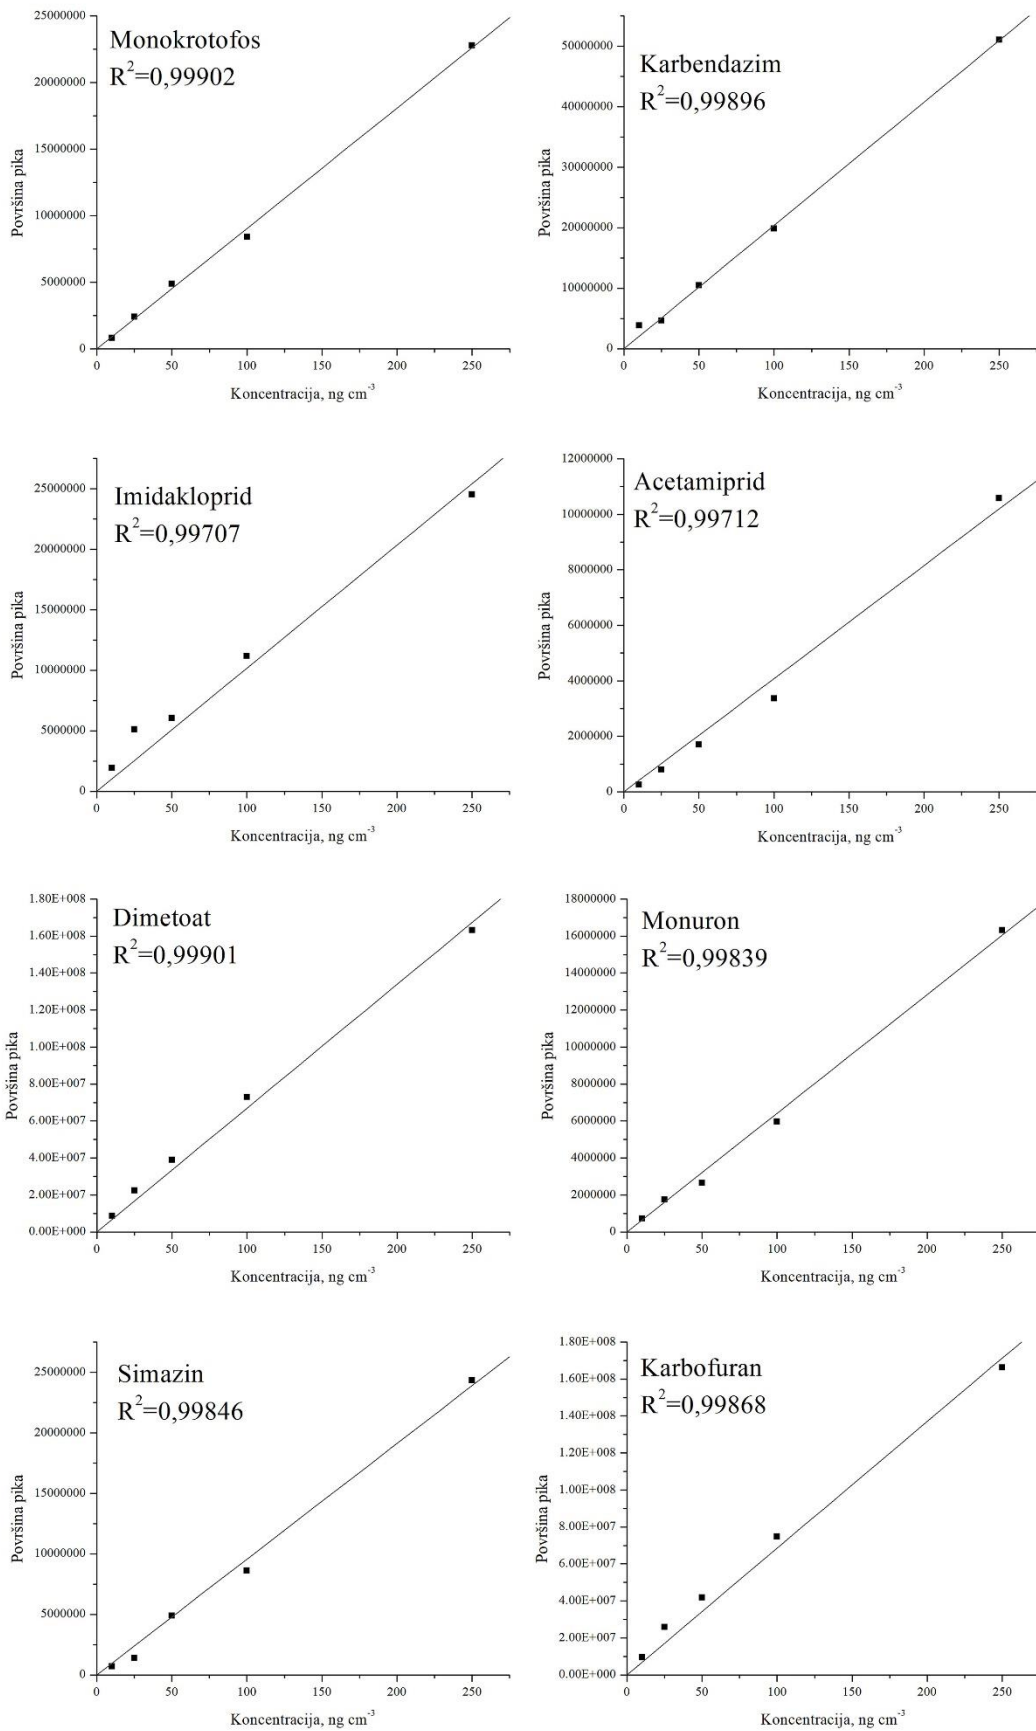 Monokrotofos
R²=0,99902
25000000
20000000
15000000
10000000
5000000
0
Površina pika
0 50 100 150 200 250
Koncentracija, ng cm⁻³
Karbendazim
R²=0,99896
50000000
40000000
30000000
20000000
10000000
0
Površina pika
0 50 100 150 200 250
Koncentracija, ng cm⁻³
Imidakloprid
R²=0,99707
25000000
20000000
15000000
10000000
5000000
0
Površina pika
0 50 100 150 200 250
Koncentracija, ng cm⁻³
Acetamiprid
R²=0,99712
12000000
10000000
8000000
6000000
4000000
2000000
0
Površina pika
0 50 100 150 200 250
Koncentracija, ng cm⁻³
Dimetoat
R²=0,99901
1.80E+008
1.60E+008
1.40E+008
1.20E+008
1.00E+008
8.00E+007
6.00E+007
4.00E+007
2.00E+007
0.00E+000
Površina pika
0 50 100 150 200 250
Koncentracija, ng cm⁻³
Monuron
R²=0,99839
18000000
16000000
14000000
12000000
10000000
8000000
6000000
4000000
2000000
0
Površina pika
0 50 100 150 200 250
Koncentracija, ng cm⁻³
Simazin
R²=0,99846
25000000
20000000
15000000
10000000
5000000
0
Površina pika
0 50 100 150 200 250
Koncentracija, ng cm⁻³
Karbofuran
R²=0,99868
1.80E+008
1.60E+008
1.40E+008
1.20E+008
1.00E+008
8.00E+007
6.00E+007
4.00E+007
2.00E+007
0.00E+000
Površina pika
0 50 100 150 200 250
Koncentracija, ng cm⁻³